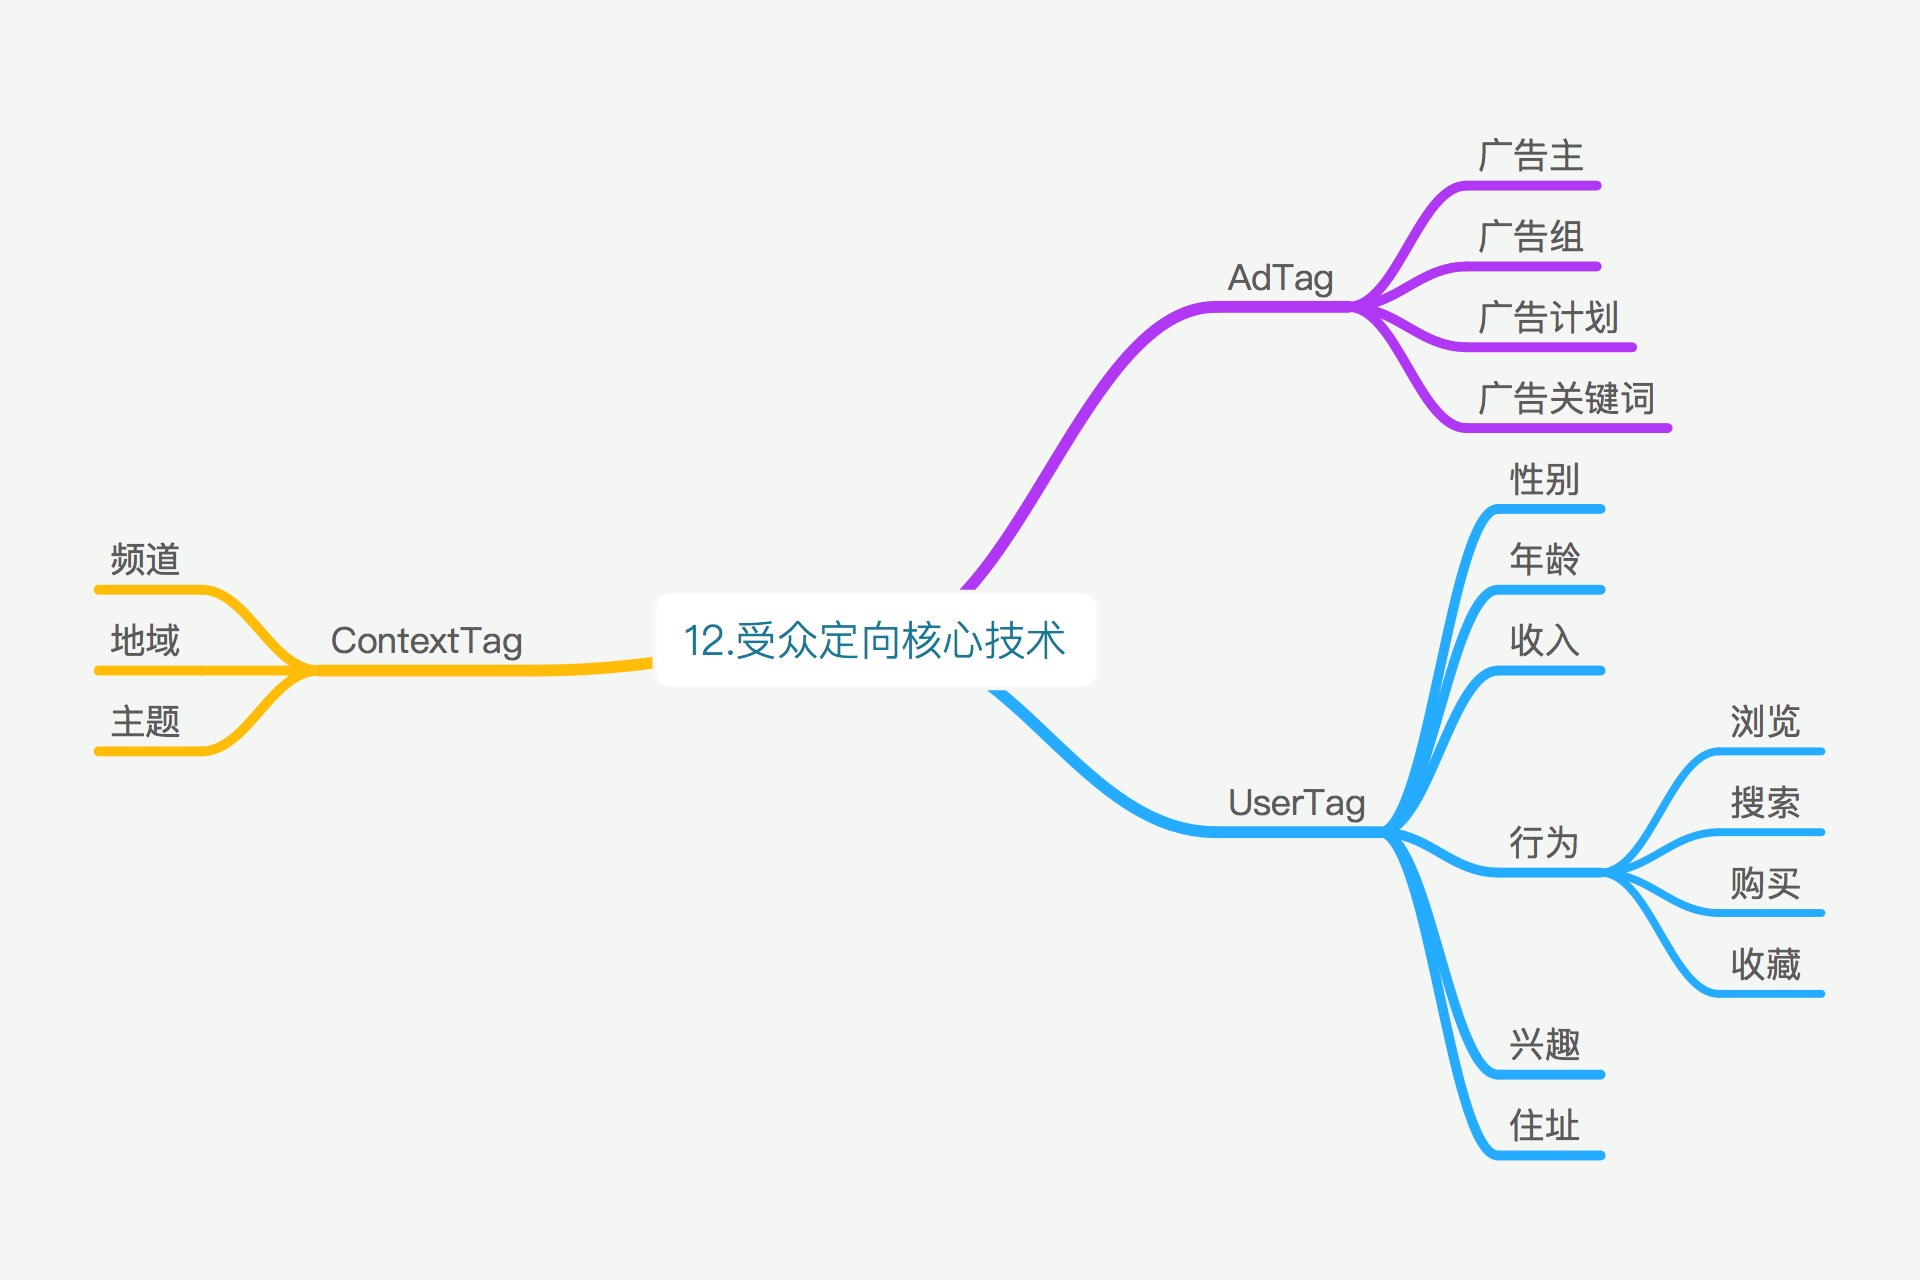 12.受众定向核心技术
AdTag
广告主
广告组
广告计划
广告关键词
UserTag
性别
年龄
收入
行为
浏览
搜索
购买
收藏
兴趣
住址
ContextTag
频道
地域
主题